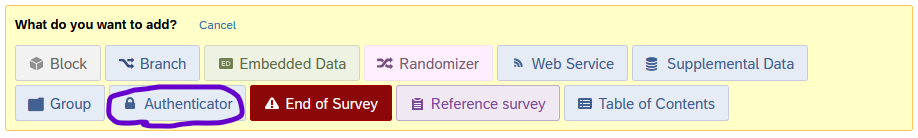 What do you want to add? Cancel
Block Branch ED Embedded Data Randomizer Web Service Supplemental Data
Group Authenticator End of Survey Reference survey Table of Contents